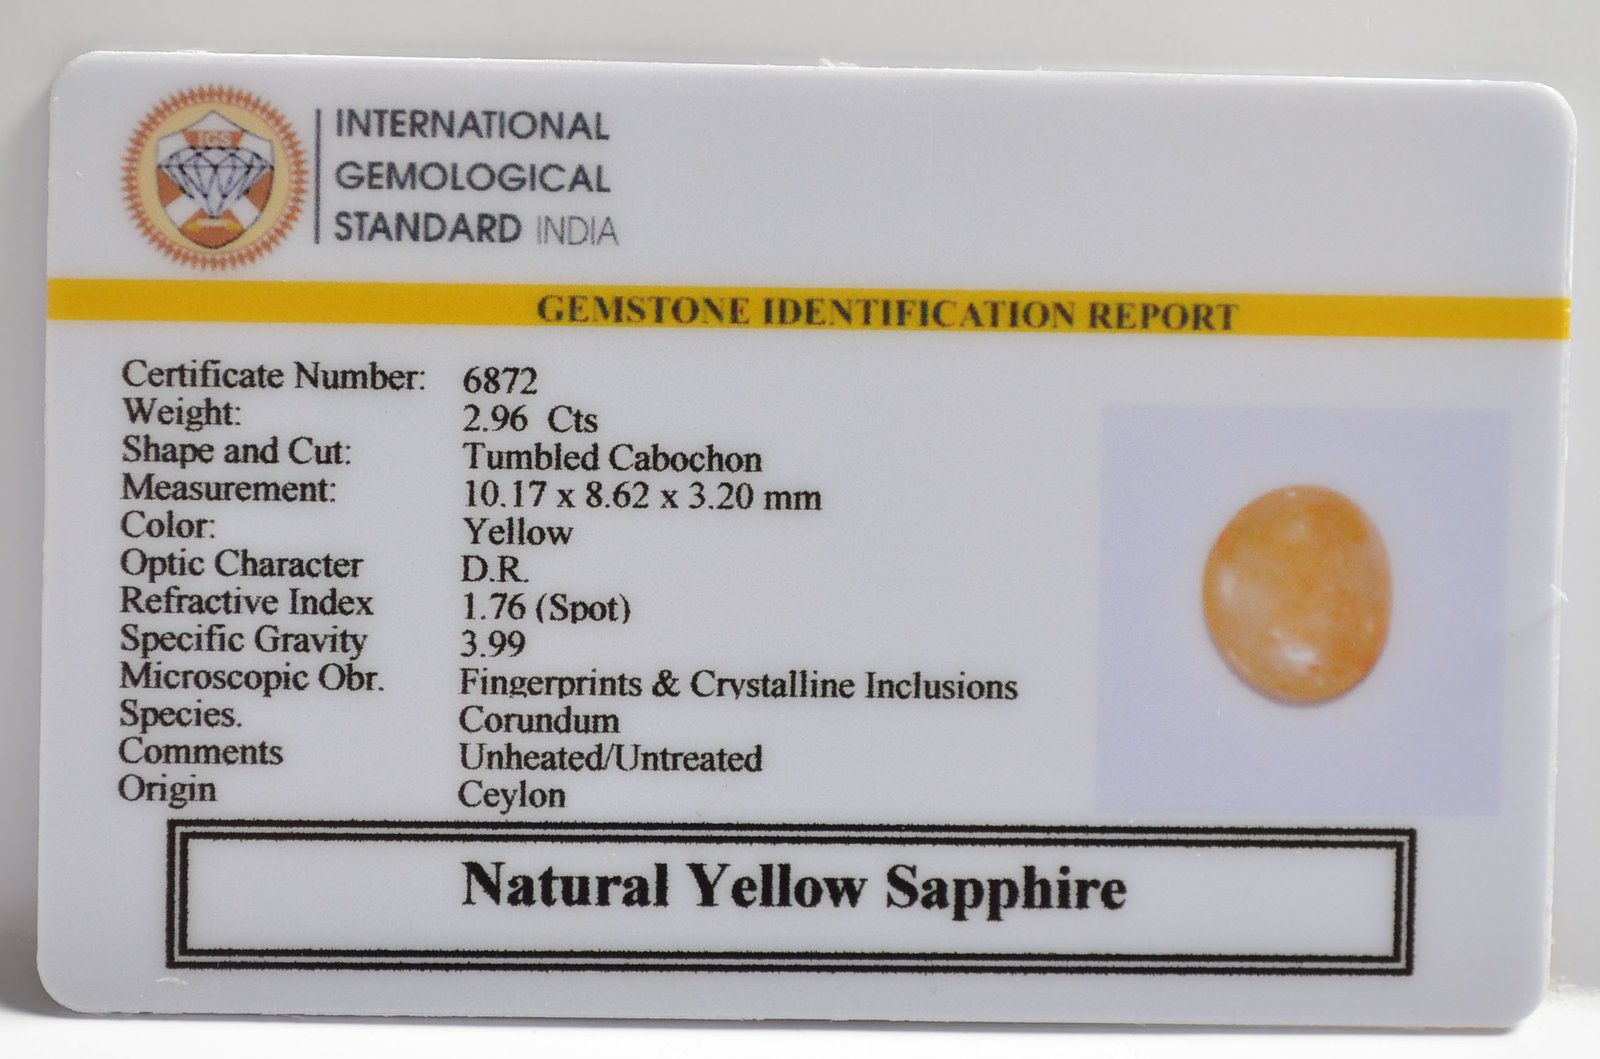 IGS
INTERNATIONAL
GEMOLOGICAL
STANDARD INDIA
GEMSTONE IDENTIFICATION REPORT
Certificate Number: 6872
Weight: 2.96 Cts
Shape and Cut: Tumbled Cabochon
Measurement: 10.17 x 8.62 x 3.20 mm
Color: Yellow
Optic Character D.R.
Refractive Index 1.76 (Spot)
Specific Gravity 3.99
Microscopic Obr. Fingerprints & Crystalline Inclusions
Species. Corundum
Comments Unheated/Untreated
Origin Ceylon
Natural Yellow Sapphire